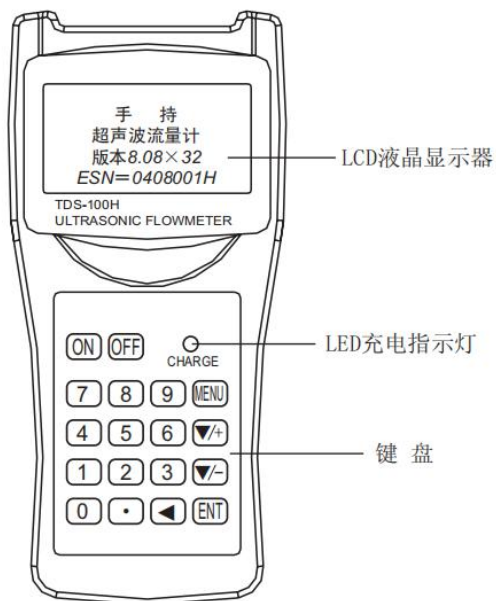 手 持
超声波流量计
版本8.08×32
ESN=0408001H
LCD液晶显示器
TDS-100H
ULTRASONIC FLOWMETER
ON OFF
CHARGE
LED充电指示灯
7 8 9 MENU
4 5 6 ▼/+
1 2 3 ▼/-
键 盘
0 · ◀ ENT